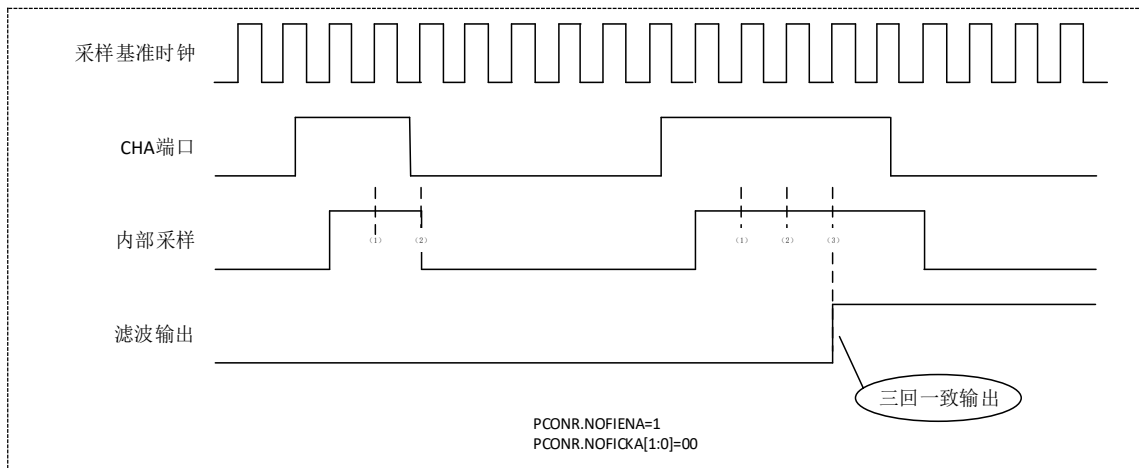 采样基准时钟
CHA端口
内部采样
（1） （2） （1） （2） （3）
滤波输出
三回一致输出
PCONR.NOFIENA=1
PCONR.NOFICKA[1:0]=00